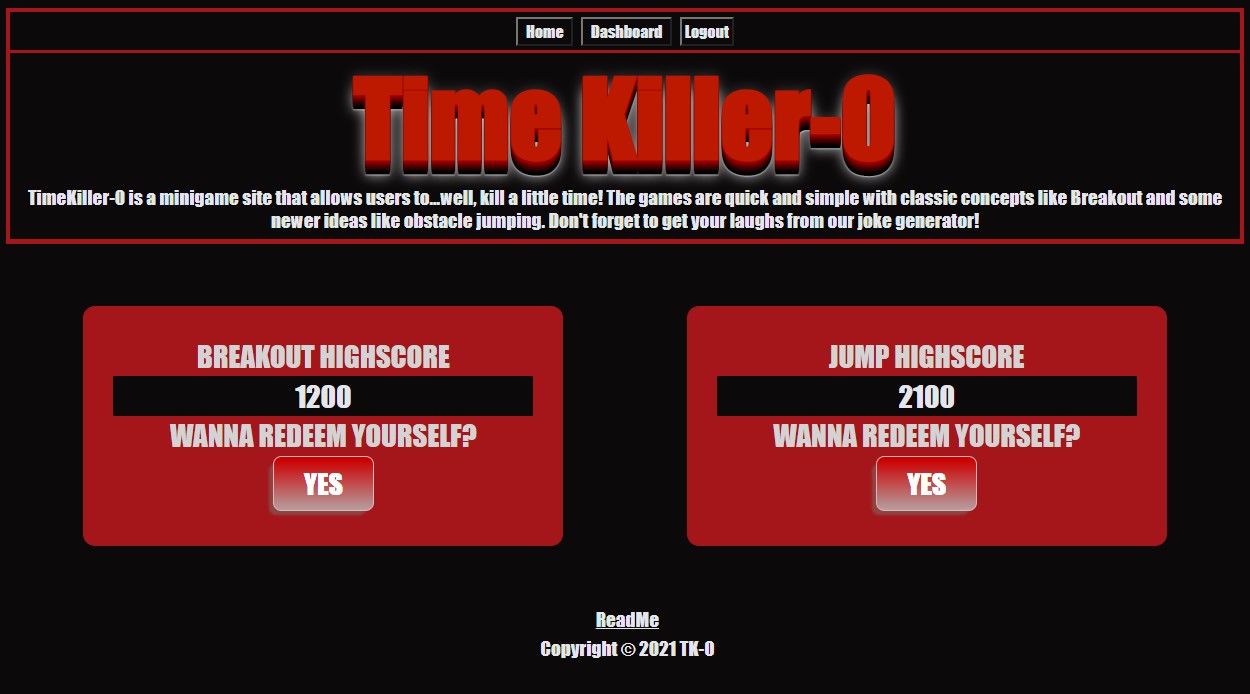 Home Dashboard Logout
Time Killer-O
TimeKiller-O is a minigame site that allows users to...well, kill a little time! The games are quick and simple with classic concepts like Breakout and some
newer ideas like obstacle jumping. Don't forget to get your laughs from our joke generator!
BREAKOUT HIGHSCORE
1200
WANNA REDEEM YOURSELF?
YES
JUMP HIGHSCORE
2100
WANNA REDEEM YOURSELF?
YES
ReadMe
Copyright © 2021 TK-O